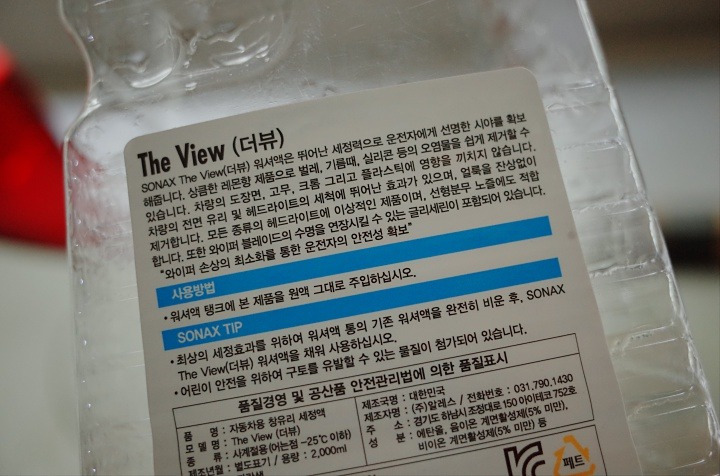 The View (더뷰)
SONAX The View(더뷰) 워셔액은 뛰어난 세정력으로 운전자에게 선명한 시야를 확보
해줍니다. 상큼한 레몬향 제품으로 벌레, 기름때, 실리콘 등의 오염물을 쉽게 제거할 수
있습니다. 차량의 도장면, 고무, 크롬 그리고 플라스틱에 영향을 끼치지 않습니다.
차량의 전면 유리 및 헤드라이트의 세척에 뛰어난 효과가 있으며, 얼룩을 잔상없이
제거합니다. 모든 종류의 헤드라이트에 이상적인 제품이며, 선형분무 노즐에도 적합
합니다. 또한 와이퍼 블레이드의 수명을 연장시킬 수 있는 글리세린이 포함되어 있습니다.
"와이퍼 손상의 최소화를 통한 운전자의 안전성 확보"
사용방법
• 워셔액 탱크에 본 제품을 원액 그대로 주입하십시오.
SONAX TIP
• 최상의 세정효과를 위하여 워셔액 통의 기존 워셔액을 완전히 비운 후, SONAX
The View(더뷰) 워셔액을 채워 사용하십시오.
• 어린이 안전을 위하여 구토를 유발할 수 있는 물질이 첨가되어 있습니다.
품질경영 및 공산품 안전관리법에 의한 품질표시
품 명 : 자동차용 창유리 세정액
모 델 명 : The View (더뷰)
종 류 : 사계절용(어는점 -25℃ 이하)
제조년월 : 별도표기 / 용량 : 2,000ml
제조국명 : 대한민국
제조자명 : (주)알레스 / 전화번호 : 031.790.1430
주 소 : 경기도 하남시 조정대로 150 아이테코 752호
성 분 : 에탄올, 음이온 계면활성제(5% 미만),
비이온 계면활성제(5% 미만) 등
페트